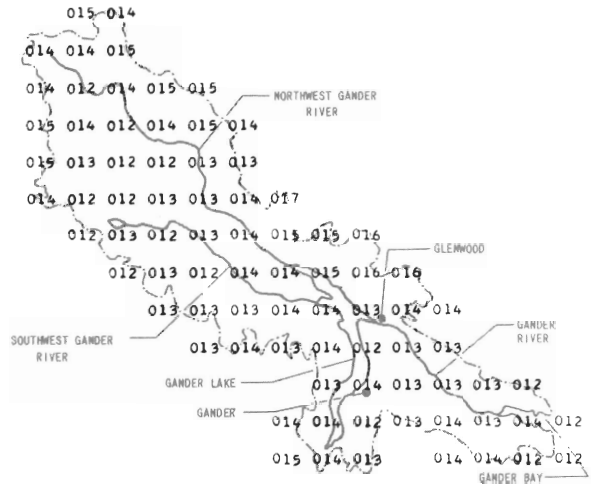 015 014
014 014 015
014 012 014 015 015
NORTHWEST GANDER
RIVER
015 014 012 014 015 014
015 013 012 012 013 013
014 012 012 013 013 014 017
012 013 012 013 014 015 015 016
GLENWOOD
012 013 012 014 014 015 016 016
013 013 013 014 014 013 014 014
SOUTHWEST GANDER
RIVER
GANDER
RIVER
013 014 013 014 012 013 013
GANDER LAKE
013 014 013 013 013 012
GANDER
014 014 012 013 014 013 014 012
015 014 013 014 014 012 012
GANDER BAY